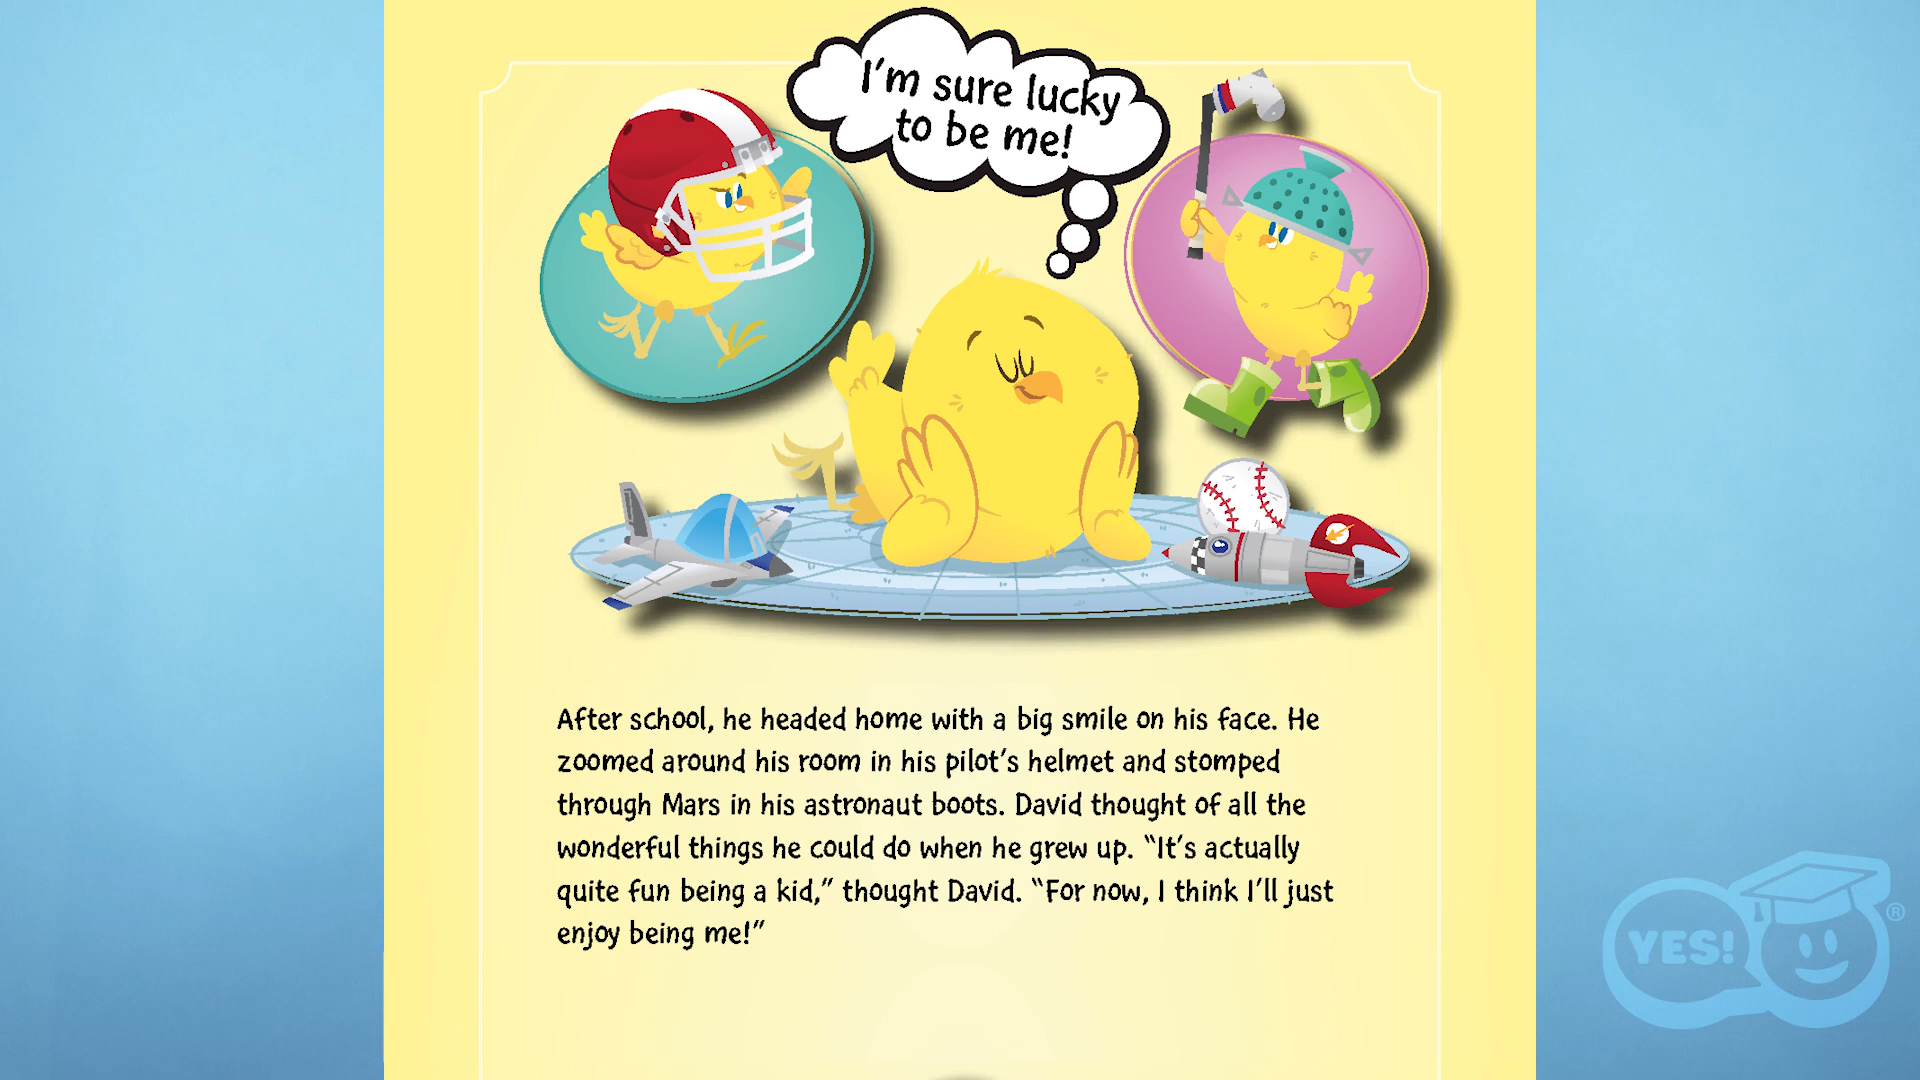 I'm sure lucky
to be me!
After school, he headed home with a big smile on his face. He
zoomed around his room in his pilot's helmet and stomped
through Mars in his astronaut boots. David thought of all the
wonderful things he could do when he grew up. “It's actually
quite fun being a kid,” thought David. “For now, I think I'll just
enjoy being me!”
YES!
®